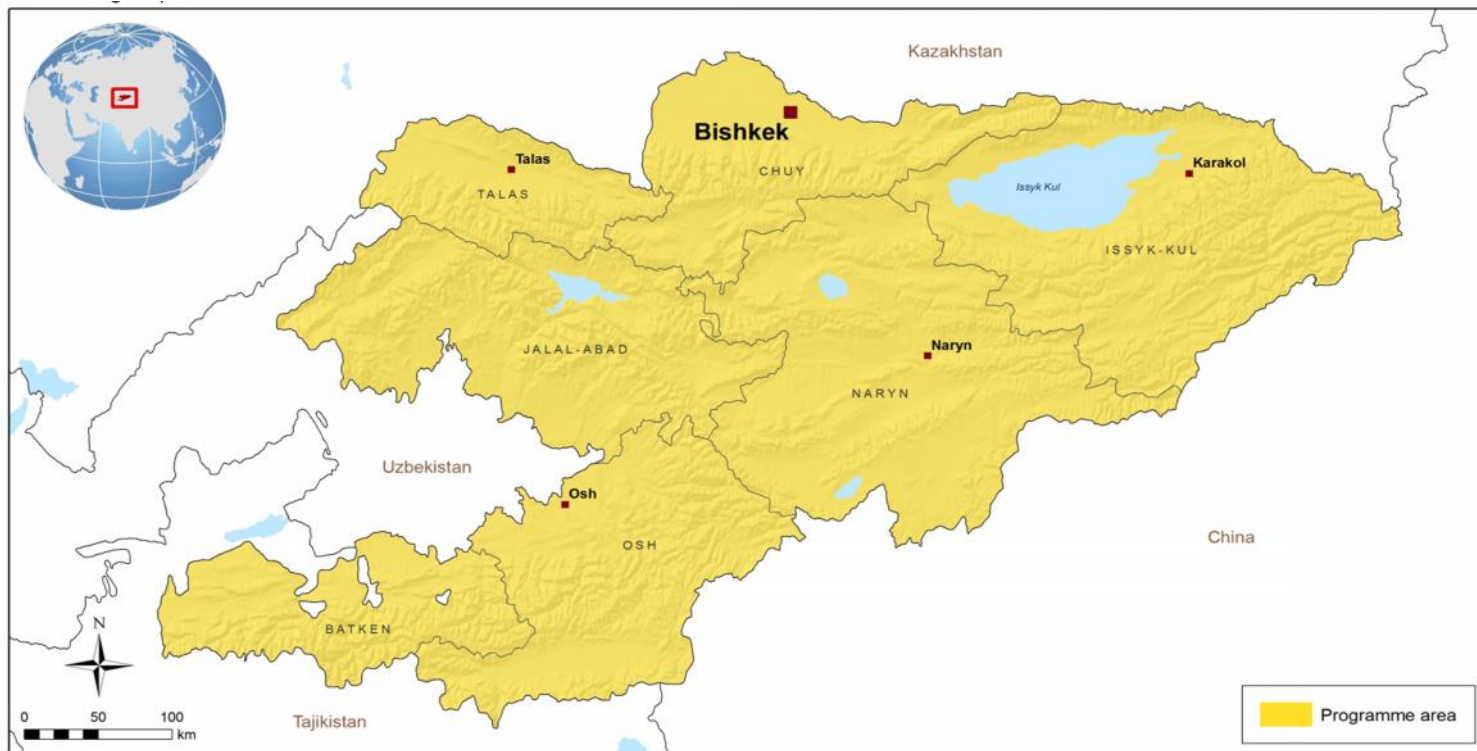 Kazakhstan
Bishkek
CHUY
Talas
TALAS
Issyk Kul
Karakol
ISSYK-KUL
JALAL-ABAD
Naryn
NARYN
Uzbekistan
Osh
OSH
China
BATKEN
N
Tajikistan
0 50 100
km
Programme area